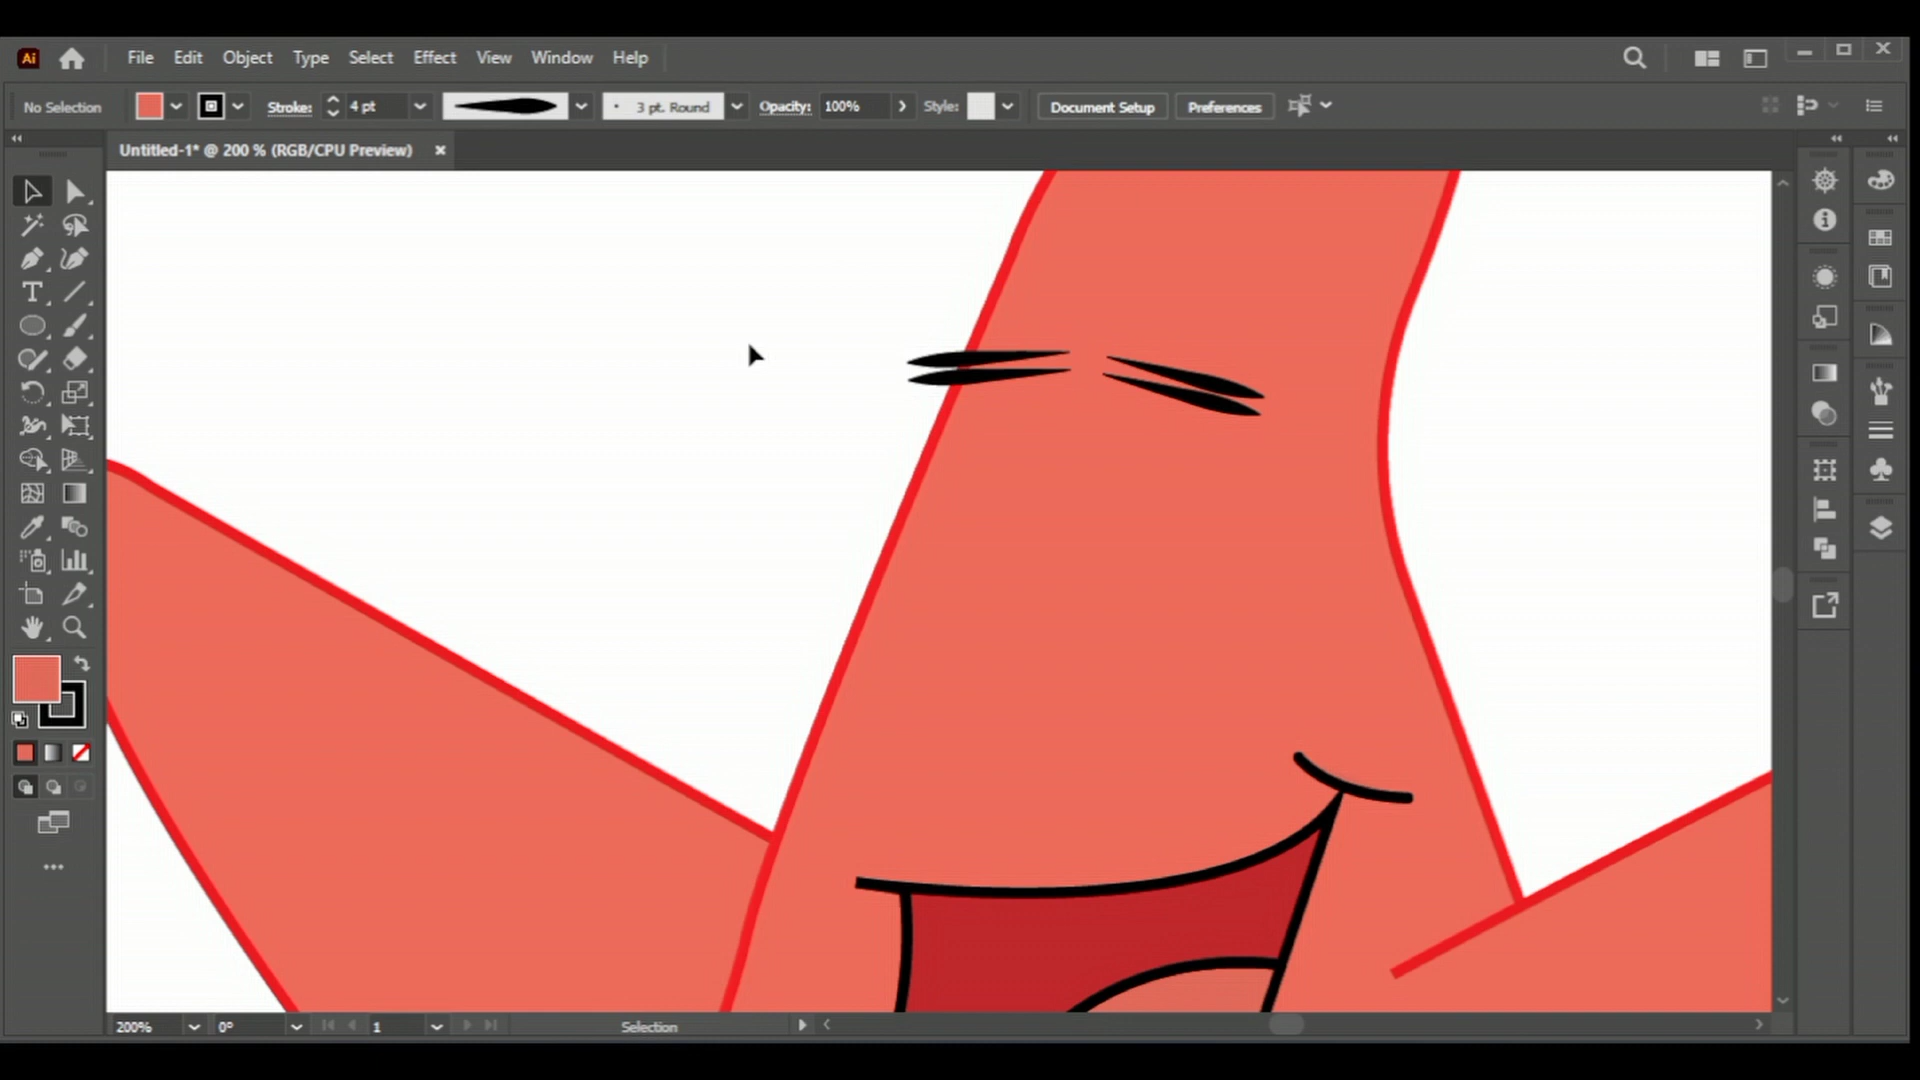 Ai File Edit Object Type Select Effect View Window Help
No Selection Stroke: 4 pt 3 pt. Round Opacity: 100% Style: Document Setup Preferences
Untitled-1* @ 200 % (RGB/CPU Preview)
200% 0° 1 Selection